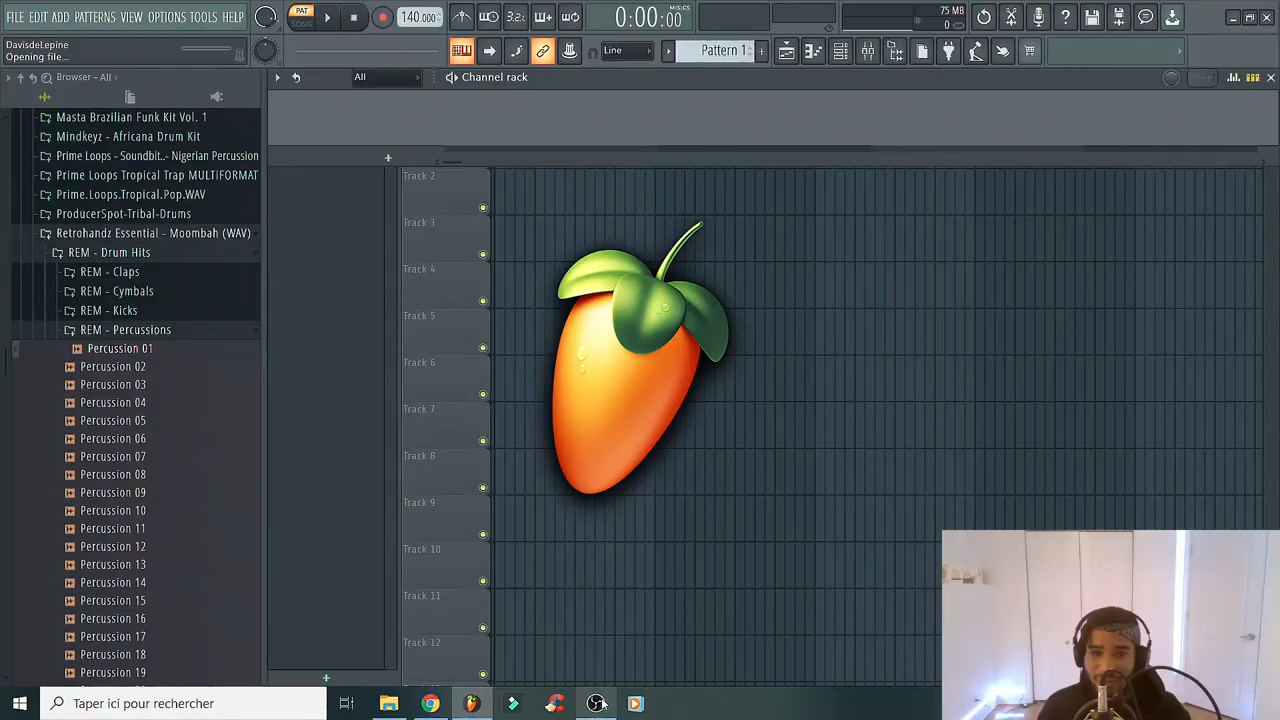 FILE EDIT ADD PATTERNS VIEW OPTIONS TOOLS HELP
PAT
SONG
140.000
3.2
0:00:00
M:S:CS
75 MB
0
DavisdeLepine
Opening file...
Line
Pattern 1
Browser - All
All
Channel rack
Masta Brazilian Funk Kit Vol. 1
Mindkeyz - Africana Drum Kit
Prime Loops - Soundbit..- Nigerian Percussion
Prime Loops Tropical Trap MULTiFORMAT
Prime.Loops.Tropical.Pop.WAV
ProducerSpot-Tribal-Drums
Retrohandz Essential - Moombah (WAV)
REM - Drum Hits
REM - Claps
REM - Cymbals
REM - Kicks
REM - Percussions
Percussion 01
Percussion 02
Percussion 03
Percussion 04
Percussion 05
Percussion 06
Percussion 07
Percussion 08
Percussion 09
Percussion 10
Percussion 11
Percussion 12
Percussion 13
Percussion 14
Percussion 15
Percussion 16
Percussion 17
Percussion 18
Percussion 19
Track 2
Track 3
Track 4
Track 5
Track 6
Track 7
Track 8
Track 9
Track 10
Track 11
Track 12
Taper ici pour rechercher